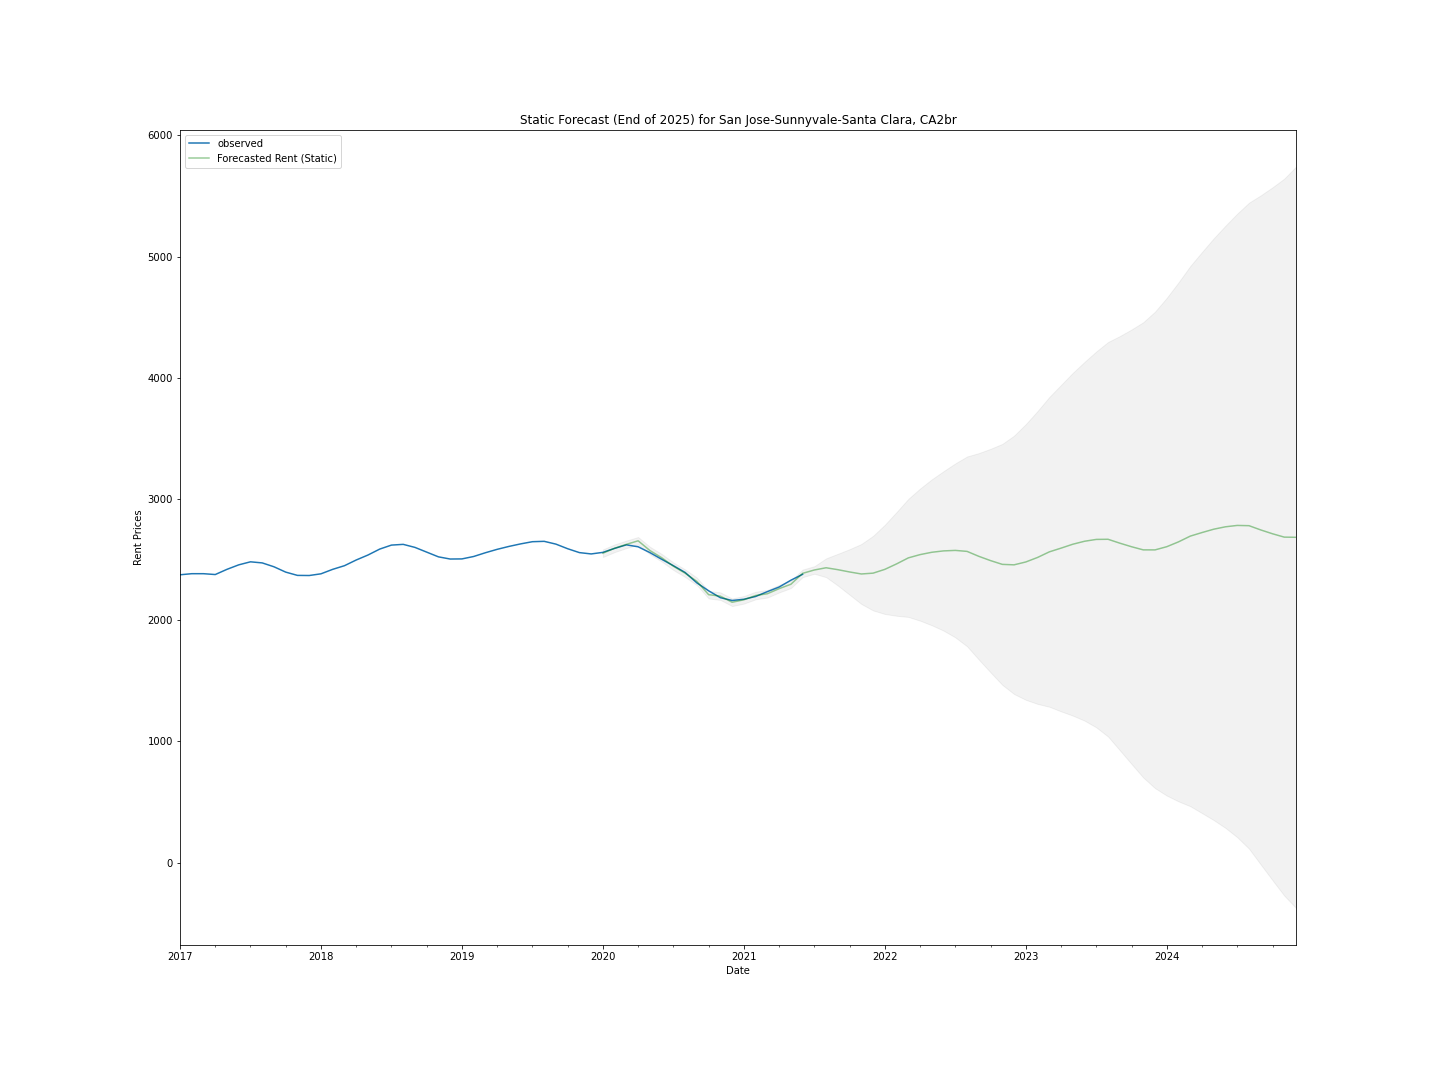 Static Forecast (End of 2025) for San Jose-Sunnyvale-Santa Clara, CA2br
observed
Forecasted Rent (Static)
6000
5000
4000
3000
2000
1000
0
Rent Prices
2017 2018 2019 2020 2021 2022 2023 2024
Date